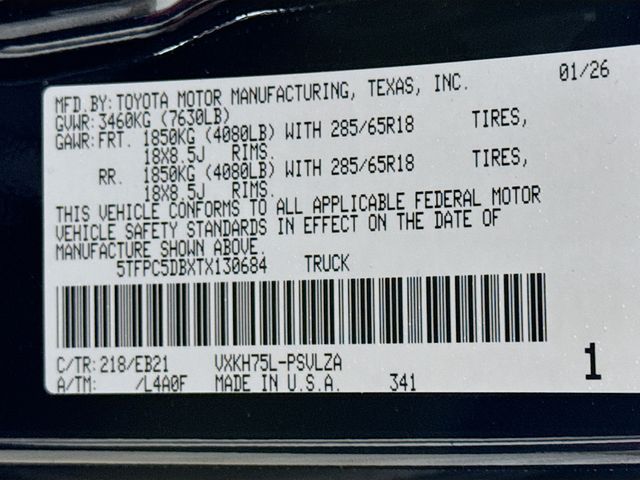 01/26
MFD.BY:TOYOTA MOTOR MANUFACTURING, TEXAS, INC.
GVWR:3460KG (7630LB)
GAWR:FRT. 1850KG (4080LB) WITH 285/65R18 TIRES,
18X8.5J RIMS.
RR. 1850KG (4080LB) WITH 285/65R18 TIRES,
18X8.5J RIMS.
THIS VEHICLE CONFORMS TO ALL APPLICABLE FEDERAL MOTOR
VEHICLE SAFETY STANDARDS IN EFFECT ON THE DATE OF
MANUFACTURE SHOWN ABOVE.
5TFPC5DBXTX130684 TRUCK
C/TR:218/EB21 VXKH75L-PSVLZA
A/TM: /L4A0F MADE IN U.S.A. 341
1